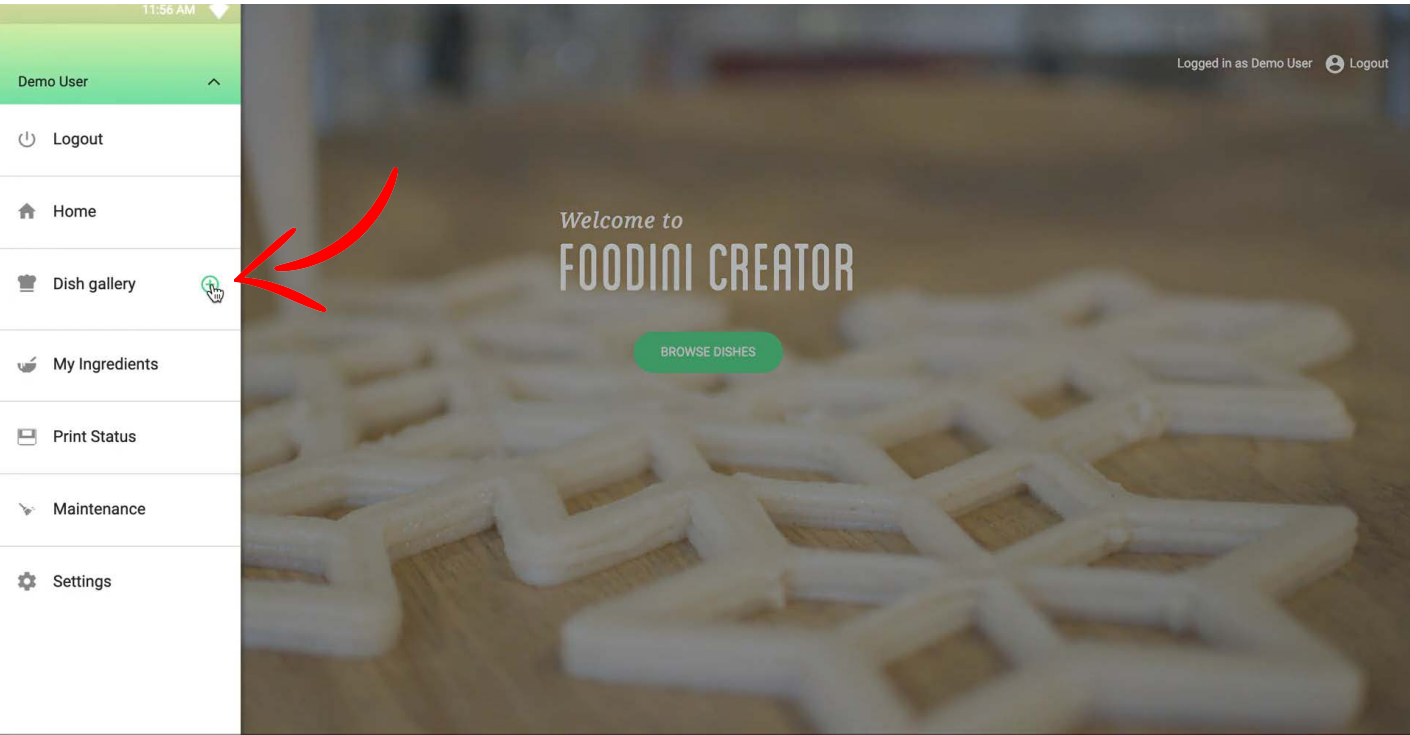 11:56 AM
Demo User
Logout
Home
Dish gallery
My Ingredients
Print Status
Maintenance
Settings
Logged in as Demo User Logout
Welcome to
FOODINI CREATOR
BROWSE DISHES